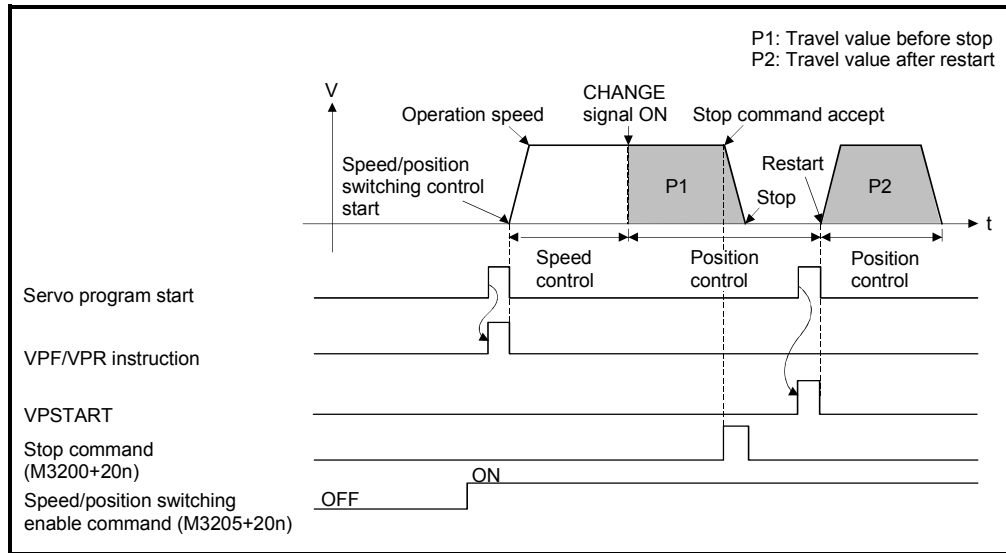 P1: Travel value before stop
P2: Travel value after restart
V
CHANGE
signal ON
Operation speed
Stop command accept
Speed/position
switching control
start
Restart
P1
P2
Stop
t
Speed
control
Position
control
Position
control
Servo program start
VPF/VPR instruction
VPSTART
Stop command
(M3200+20n)
ON
OFF
Speed/position switching
enable command (M3205+20n)